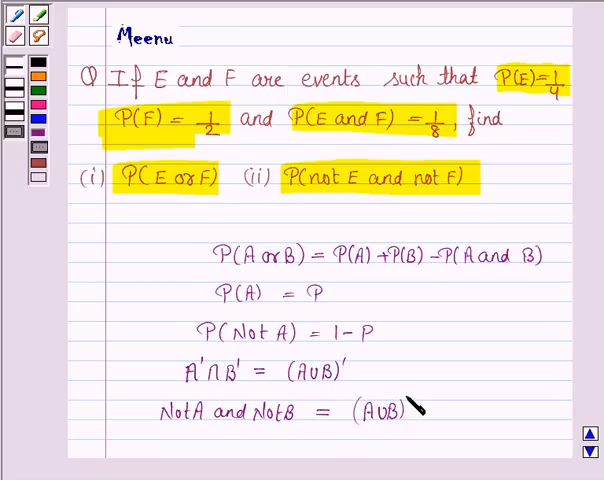 Meenu
Q If E and F are events such that P(E)=1/4
P(F) = 1/2 and P(E and F) = 1/8, find
(i) P(E or F) (ii) P(not E and not F)
P(A or B) = P(A) +P(B) -P(A and B)
P(A) = P
P(Not A) = 1-P
A'∩B' = (A∪B)'
Not A and Not B = (A∪B)